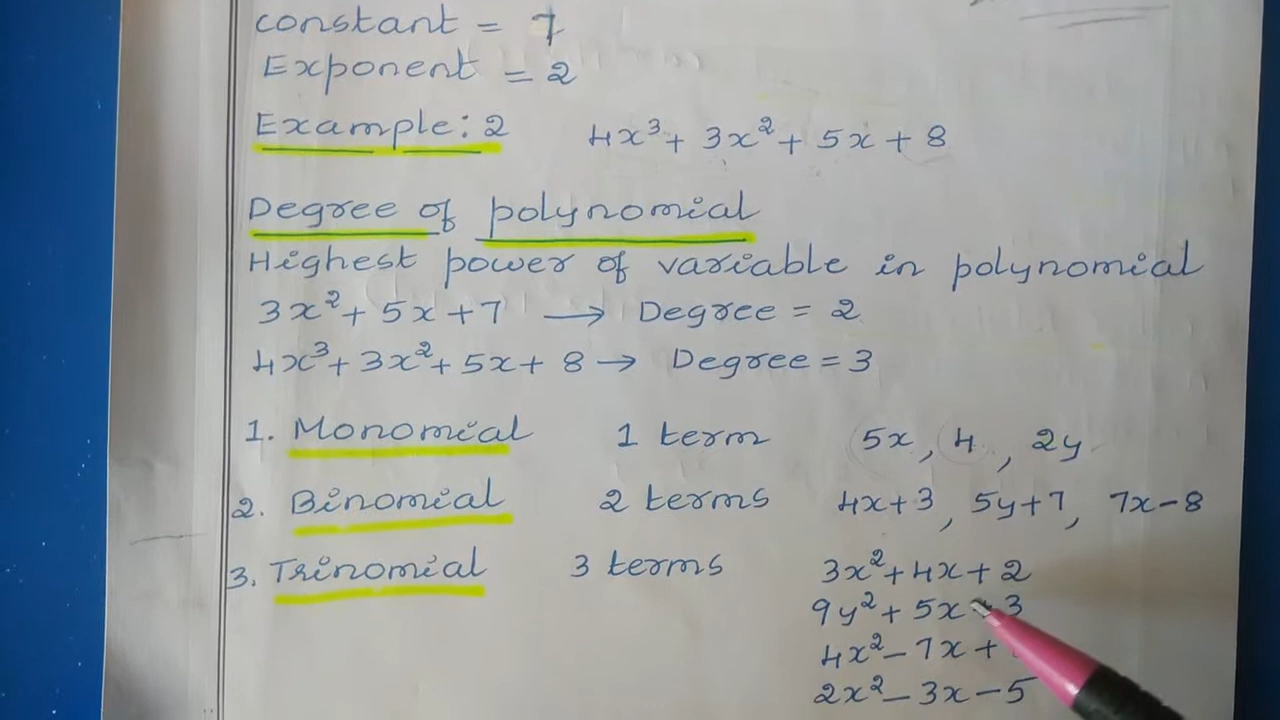 constant = 7
Exponent = 2
Example: 2 4x³ + 3x² + 5x + 8
Degree of polynomial
Highest power of variable in polynomial
3x² + 5x + 7 → Degree = 2
4x³ + 3x² + 5x + 8 → Degree = 3
1. Monomial 1 term 5x, 4, 2y
2. Binomial 2 terms 4x+3, 5y+7, 7x-8
3. Trinomial 3 terms 3x² + 4x + 2
9y² + 5x 3
4x² - 7x +
2x² - 3x - 5